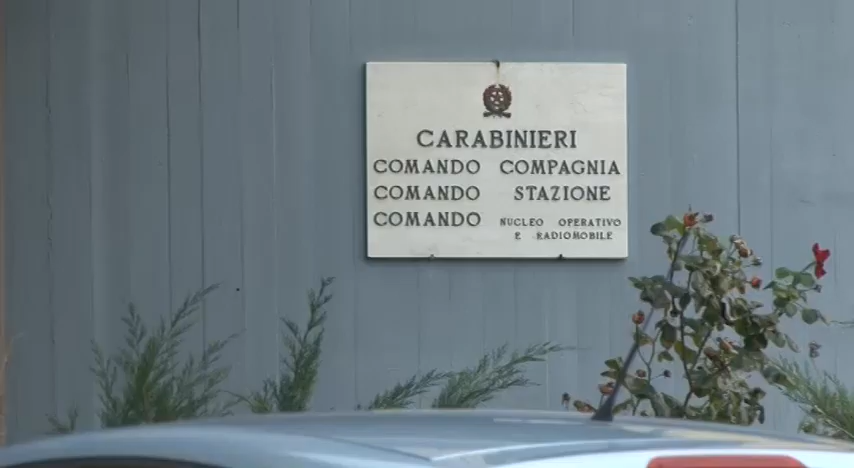 CARABINIERI
COMANDO COMPAGNIA
COMANDO STAZIONE
COMANDO NUCLEO OPERATIVO
E RADIOMOBILE